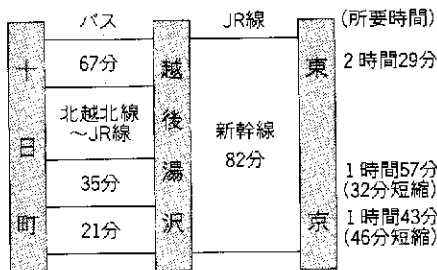 バス
JR線
(所要時間)
十日町
67分
越後湯沢
東京
2時間29分
北越北線
～JR線
新幹線
82分
35分
1時間57分
(32分短縮)
21分
1時間43分
(46分短縮)